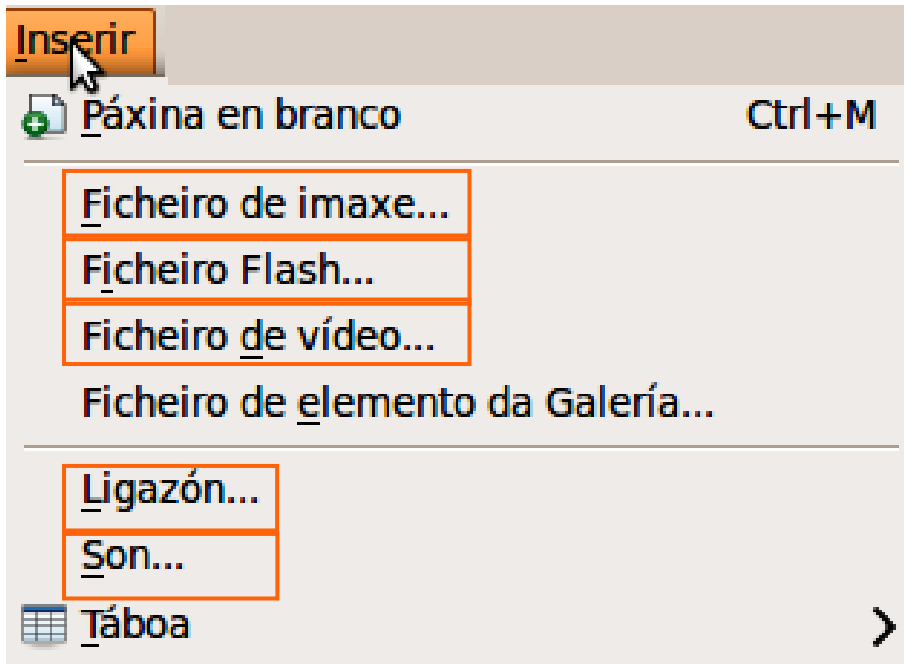 Inserir
Páxina en branco Ctrl+M
Ficheiro de imaxe...
Ficheiro Flash...
Ficheiro de vídeo...
Ficheiro de elemento da Galería...
Ligazón...
Son...
Táboa